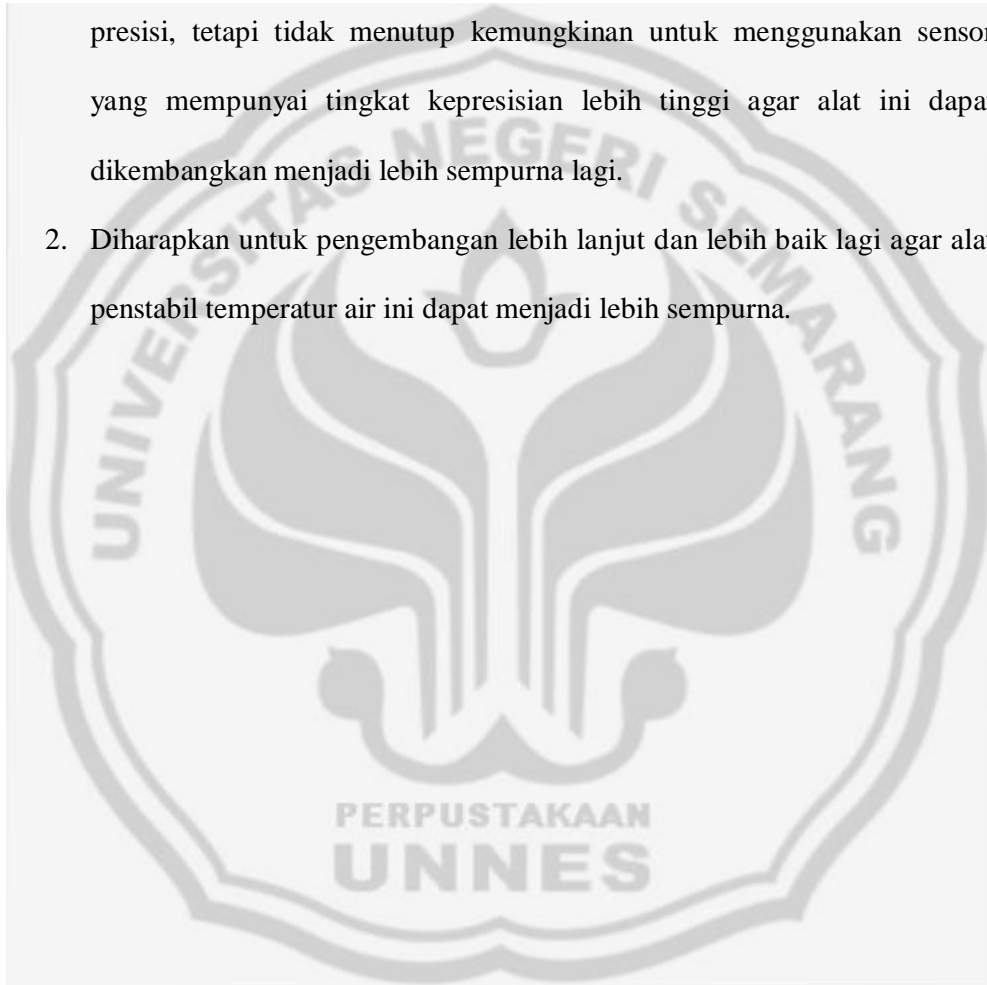 presisi, tetapi tidak menutup kemungkinan untuk menggunakan sensor
yang mempunyai tingkat kepresisian lebih tinggi agar alat ini dapat
dikembangkan menjadi lebih sempurna lagi.
2. Diharapkan untuk pengembangan lebih lanjut dan lebih baik lagi agar alat
penstabil temperatur air ini dapat menjadi lebih sempurna.
UNIVERSITAS NEGERI SEMARANG
PERPUSTAKAAN
UNNES